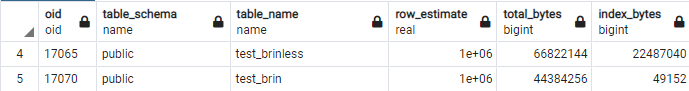 oid table_schema table_name row_estimate total_bytes index_bytes
oid name name real bigint bigint
4 17065 public test_brinless 1e+06 66822144 22487040
5 17070 public test_brin 1e+06 44384256 49152